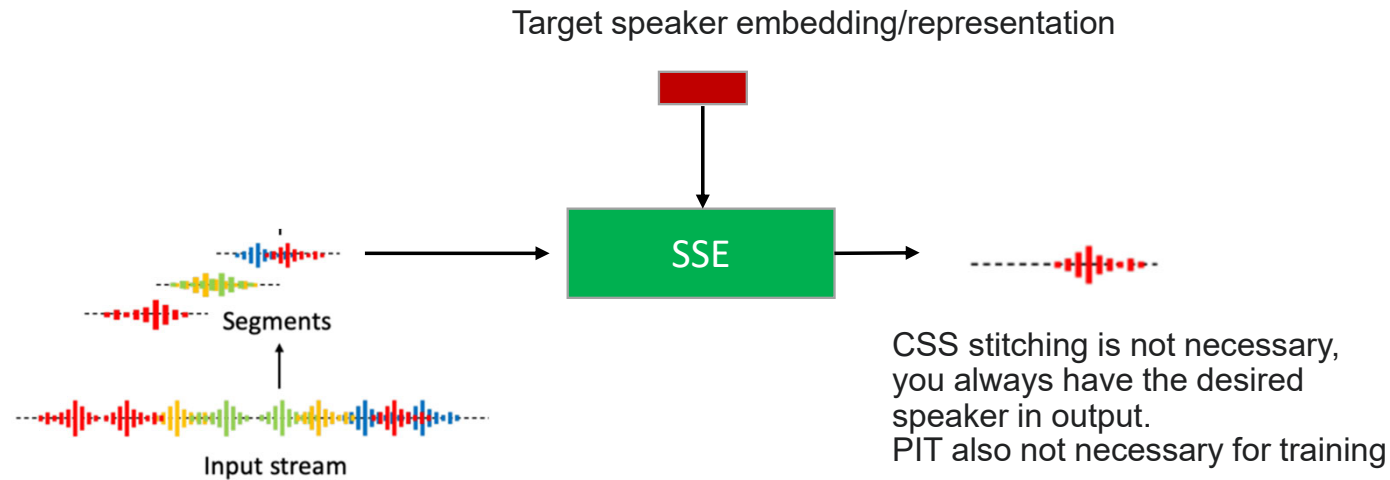 Target speaker embedding/representation
SSE
Segments
Input stream
CSS stitching is not necessary,
you always have the desired
speaker in output.
PIT also not necessary for training